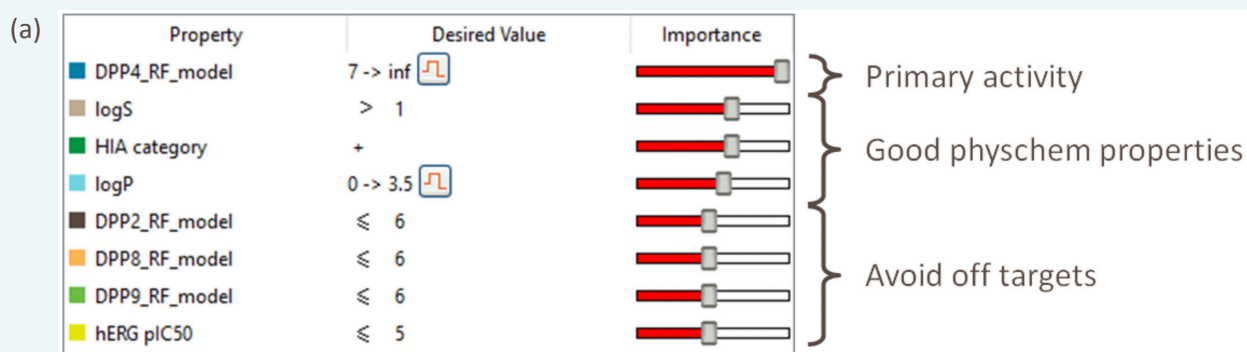 (a)
Property Desired Value Importance
DPP4_RF_model 7 -> inf
Primary activity
logS > 1
HIA category +
Good physchem properties
logP 0 -> 3.5
DPP2_RF_model ⩽ 6
DPP8_RF_model ⩽ 6
Avoid off targets
DPP9_RF_model ⩽ 6
hERG pIC50 ⩽ 5